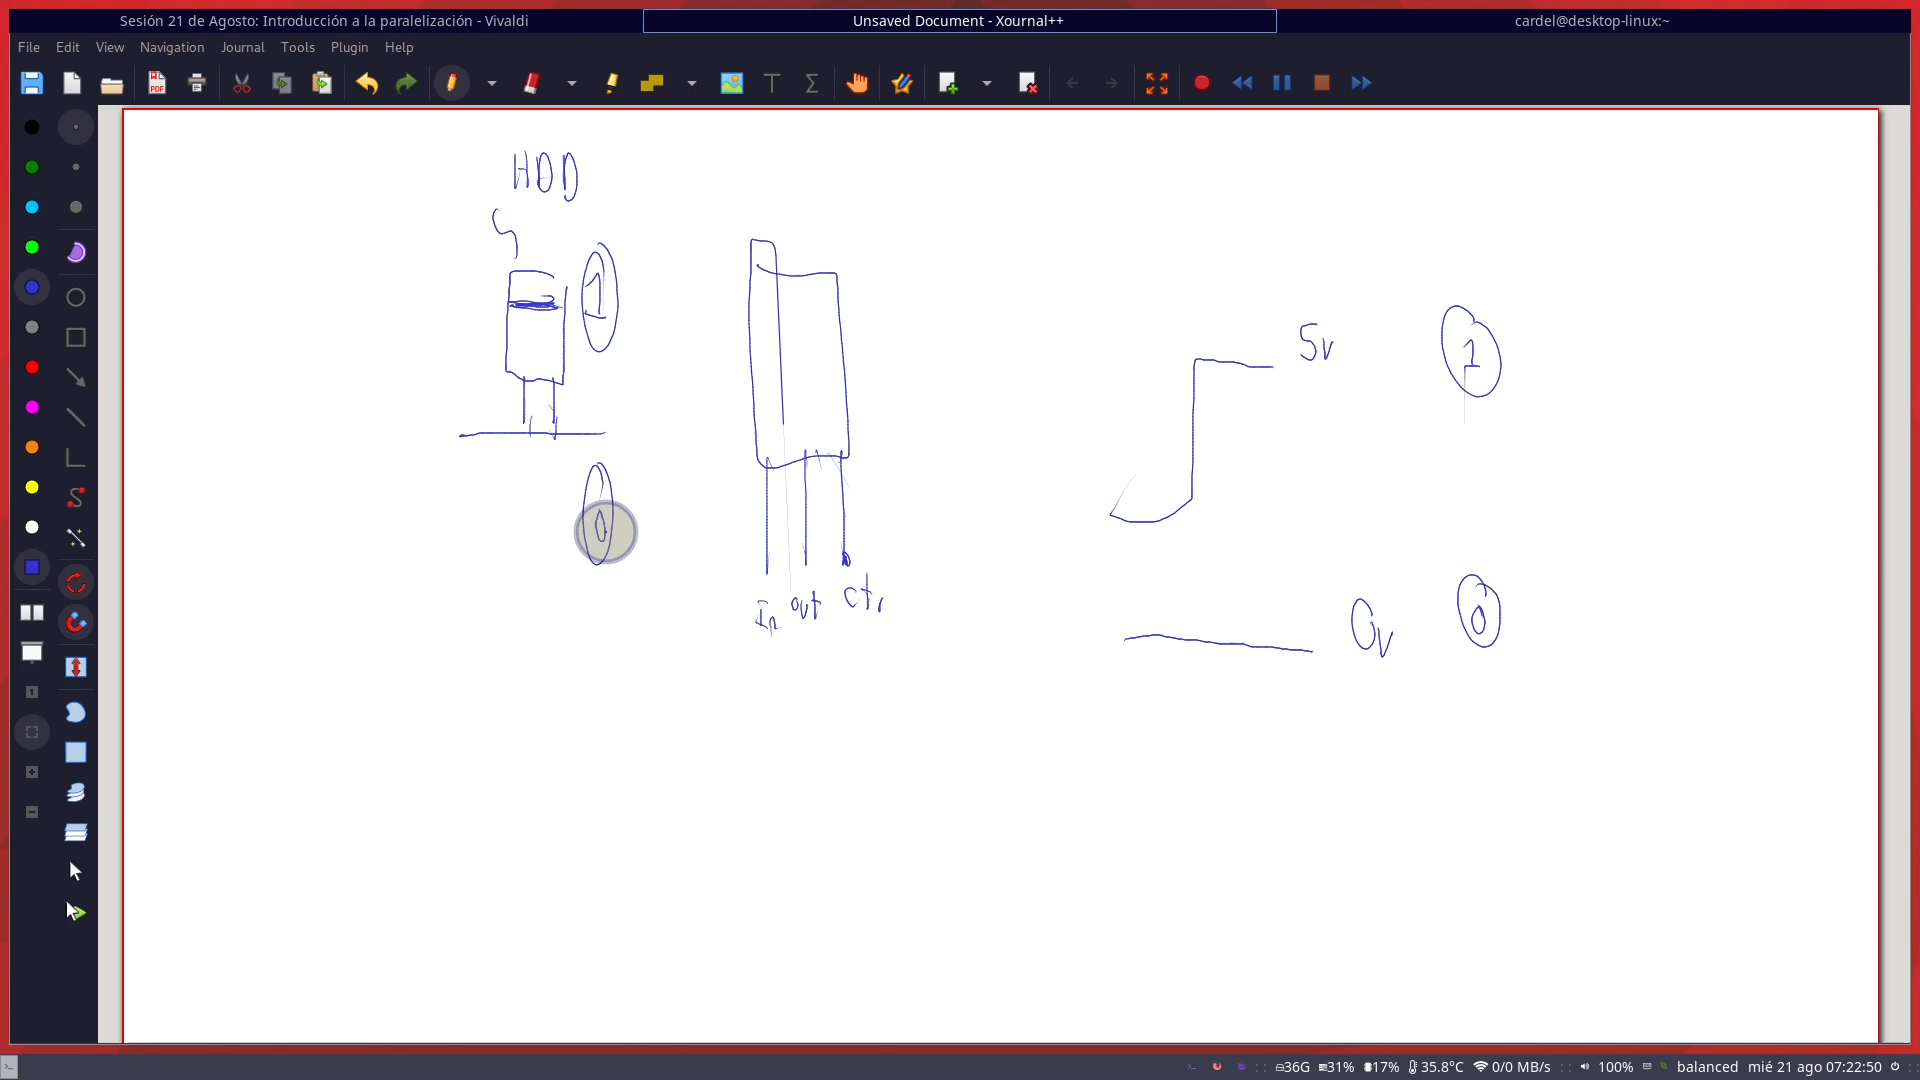 Sesión 21 de Agosto: Introducción a la paralelización - Vivaldi
Unsaved Document - Xournal++
cardel@desktop-linux:~
File Edit View Navigation Journal Tools Plugin Help
HDD
1
5v
1
0
In out ctr
0v
0
36G 31% 17% 35.8°C 0/0 MB/s 100% balanced mié 21 ago 07:22:50